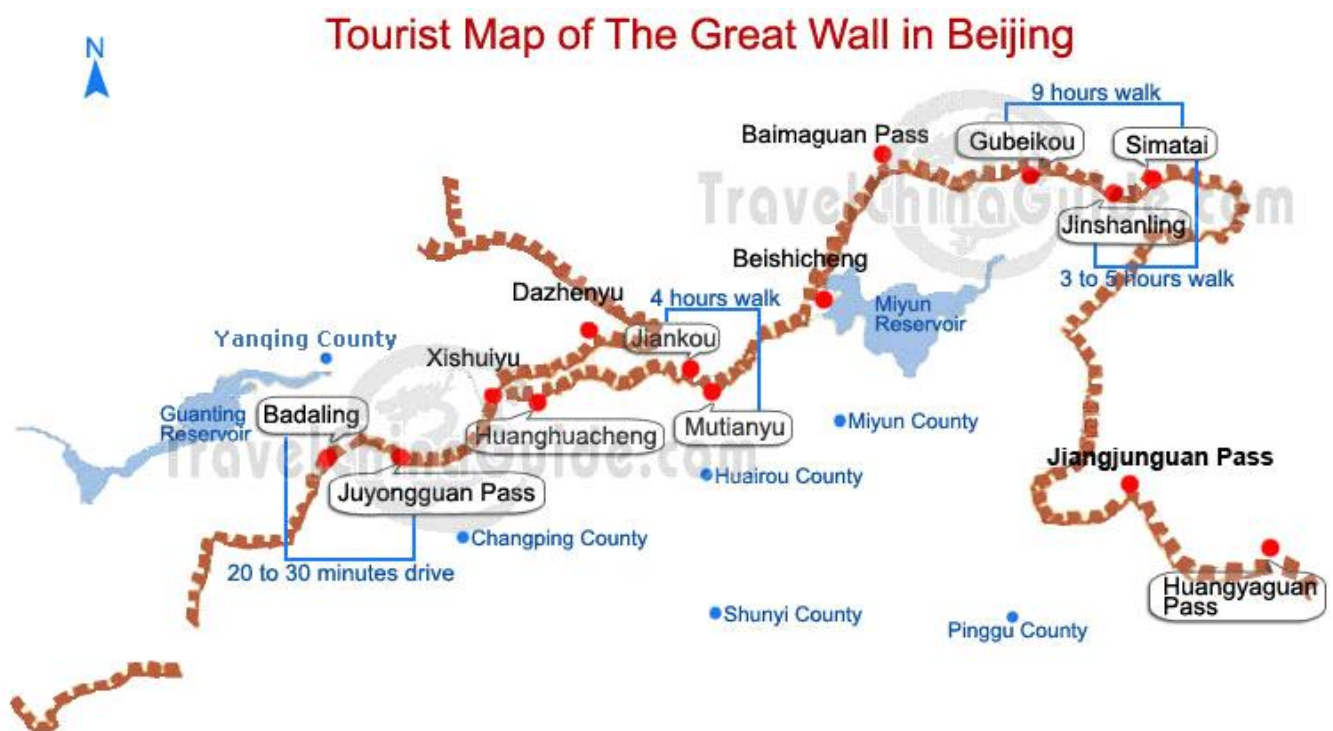 Tourist Map of The Great Wall in Beijing
N
9 hours walk
Baimaguan Pass
Gubeikou
Simatai
TravelChinaGuide.com
Jinshanling
Beishicheng
3 to 5 hours walk
Dazhenyu
4 hours walk
Miyun
Reservoir
Yanqing County
Jiankou
Xishuiyu
Guanting
Reservoir
Badaling
Huanghuacheng
Mutianyu
Miyun County
TravelChinaGuide.com
Jiangjunguan Pass
Huairou County
Juyongguan Pass
Changping County
20 to 30 minutes drive
Huangyaguan
Pass
Shunyi County
Pinggu County